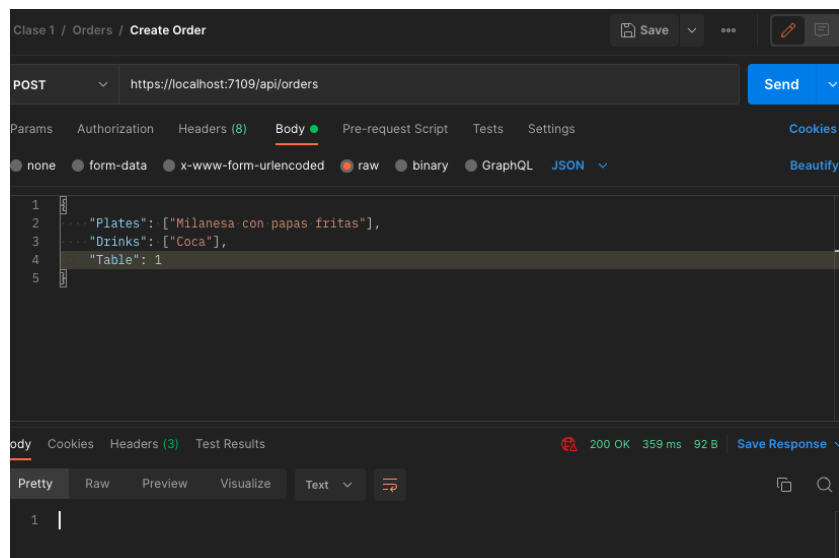 Clase 1 / Orders / Create Order Save
POST https://localhost:7109/api/orders Send
Params Authorization Headers (8) Body Pre-request Script Tests Settings Cookies
none form-data x-www-form-urlencoded raw binary GraphQL JSON Beautify
1 {
2 "Plates": ["Milanesa con papas fritas"],
3 "Drinks": ["Coca"],
4 "Table": 1
5 }
ody Cookies Headers (3) Test Results 200 OK 359 ms 92 B Save Response
Pretty Raw Preview Visualize Text
1